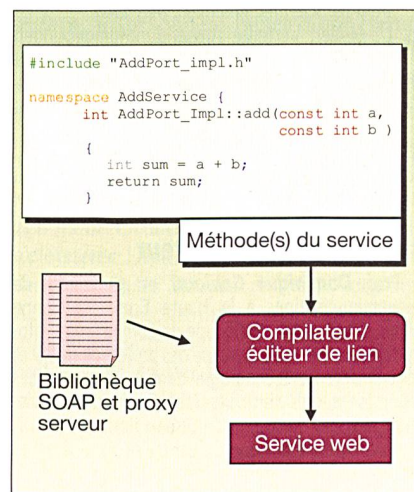 #include "AddPort_impl.h"
namespace AddService {
int AddPort_Impl::add(const int a,
const int b )
{
int sum = a + b;
return sum;
}
Méthode(s) du service
Compilateur/
éditeur de lien
Bibliothèque
SOAP et proxy
serveur
Service web